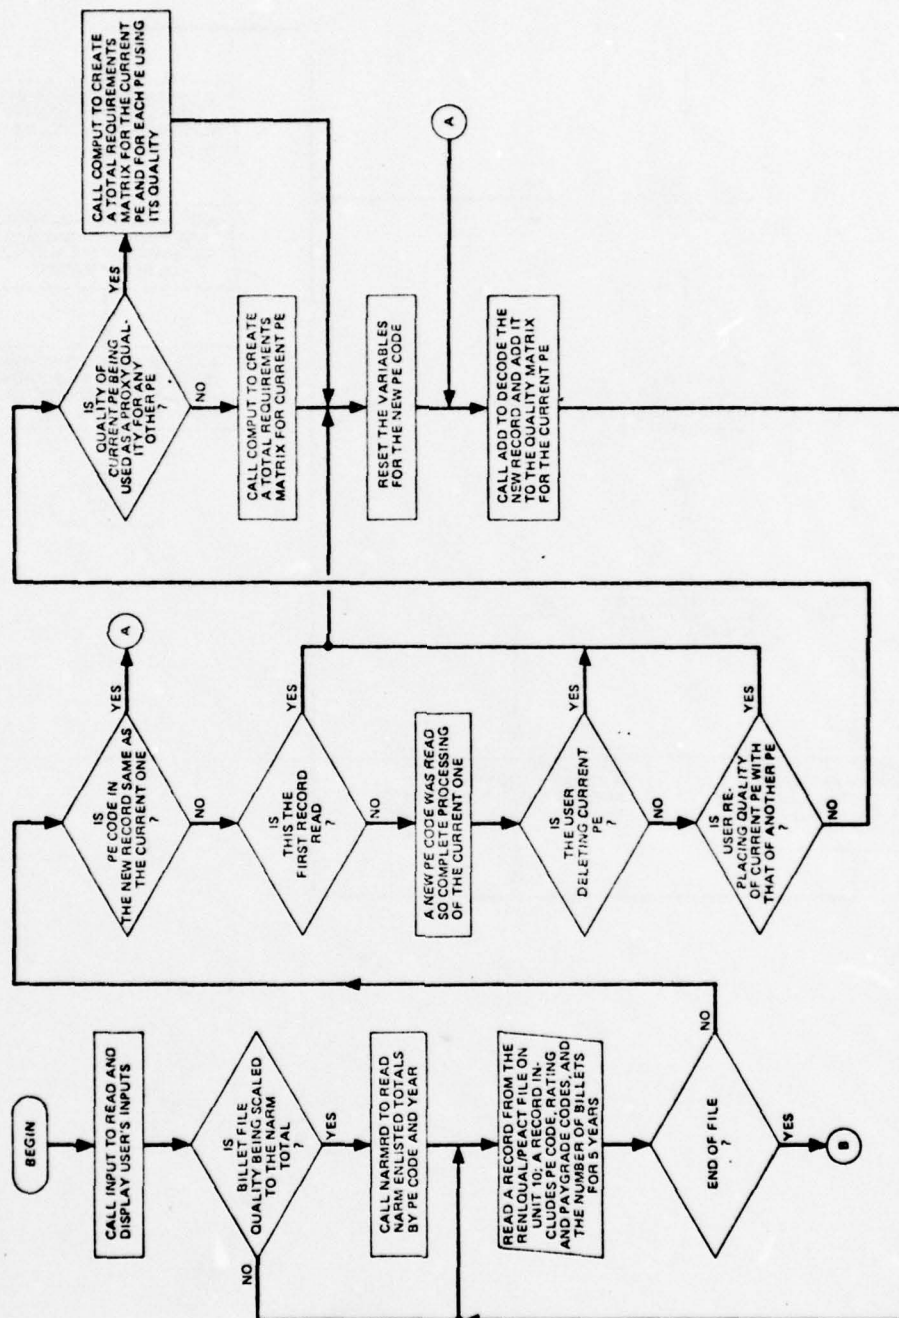 BEGIN
CALL INPUT TO READ AND
DISPLAY USER'S INPUTS
IS
BILLET FILE
QUALITY BEING SCALED
TO THE NARM
TOTAL
?
NO
YES
CALL NARMRD TO READ
NARM ENLISTED TOTALS
BY PE CODE AND YEAR
READ A RECORD FROM THE
RENLQUAL/PEACT FILE ON
UNIT 10; A RECORD IN-
CLUDES PE CODE, RATING
AND PAYGRADE CODES, AND
THE NUMBER OF BILLETS
FOR 5 YEARS
END OF FILE
?
NO
YES
B
IS
PE CODE IN
THE NEW RECORD SAME AS
THE CURRENT ONE
?
YES
A
NO
IS
THIS THE
FIRST RECORD
READ
?
YES
NO
A NEW PE CODE WAS READ
SO COMPLETE PROCESSING
OF THE CURRENT ONE
IS
THE USER
DELETING CURRENT
PE
?
YES
NO
IS
USER RE-
PLACING QUALITY
OF CURRENT PE WITH
THAT OF ANOTHER PE
?
YES
NO
IS
QUALITY OF
CURRENT PE BEING
USED AS A PROXY QUAL-
ITY FOR ANY
OTHER PE
?
YES
CALL COMPUT TO CREATE
A TOTAL REQUIREMENTS
MATRIX FOR THE CURRENT
PE AND FOR EACH PE USING
ITS QUALITY
NO
CALL COMPUT TO CREATE
A TOTAL REQUIREMENTS
MATRIX FOR CURRENT PE
RESET THE VARIABLES
FOR THE NEW PE CODE
A
CALL ADD TO DECODE THE
NEW RECORD AND ADD IT
TO THE QUALITY MATRIX
FOR THE CURRENT PE